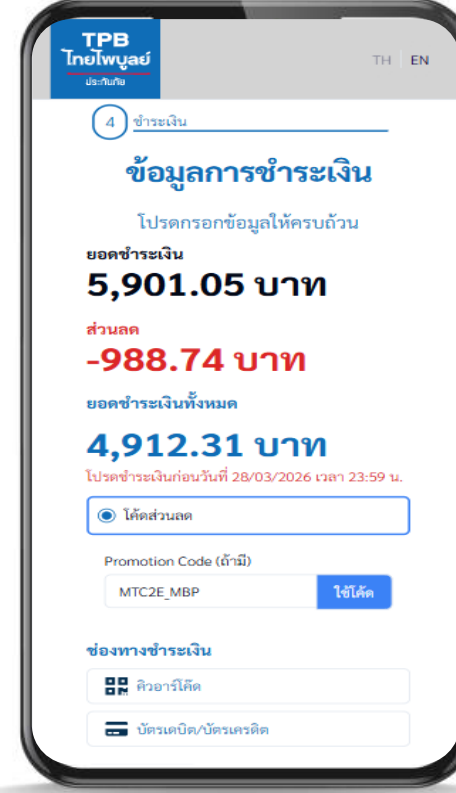 TPB
ไทยไพบูลย์
ประกันภัย
TH EN
4 ชำระเงิน
ข้อมูลการชำระเงิน
โปรดกรอกข้อมูลให้ครบถ้วน
ยอดชำระเงิน
5,901.05 บาท
ส่วนลด
-988.74 บาท
ยอดชำระเงินทั้งหมด
4,912.31 บาท
โปรดชำระเงินก่อนวันที่ 28/03/2026 เวลา 23:59 น.
โค้ดส่วนลด
Promotion Code (ถ้ามี)
MTC2E_MBP ใช้โค้ด
ช่องทางชำระเงิน
คิวอาร์โค๊ด
บัตรเดบิต/บัตรเครดิต